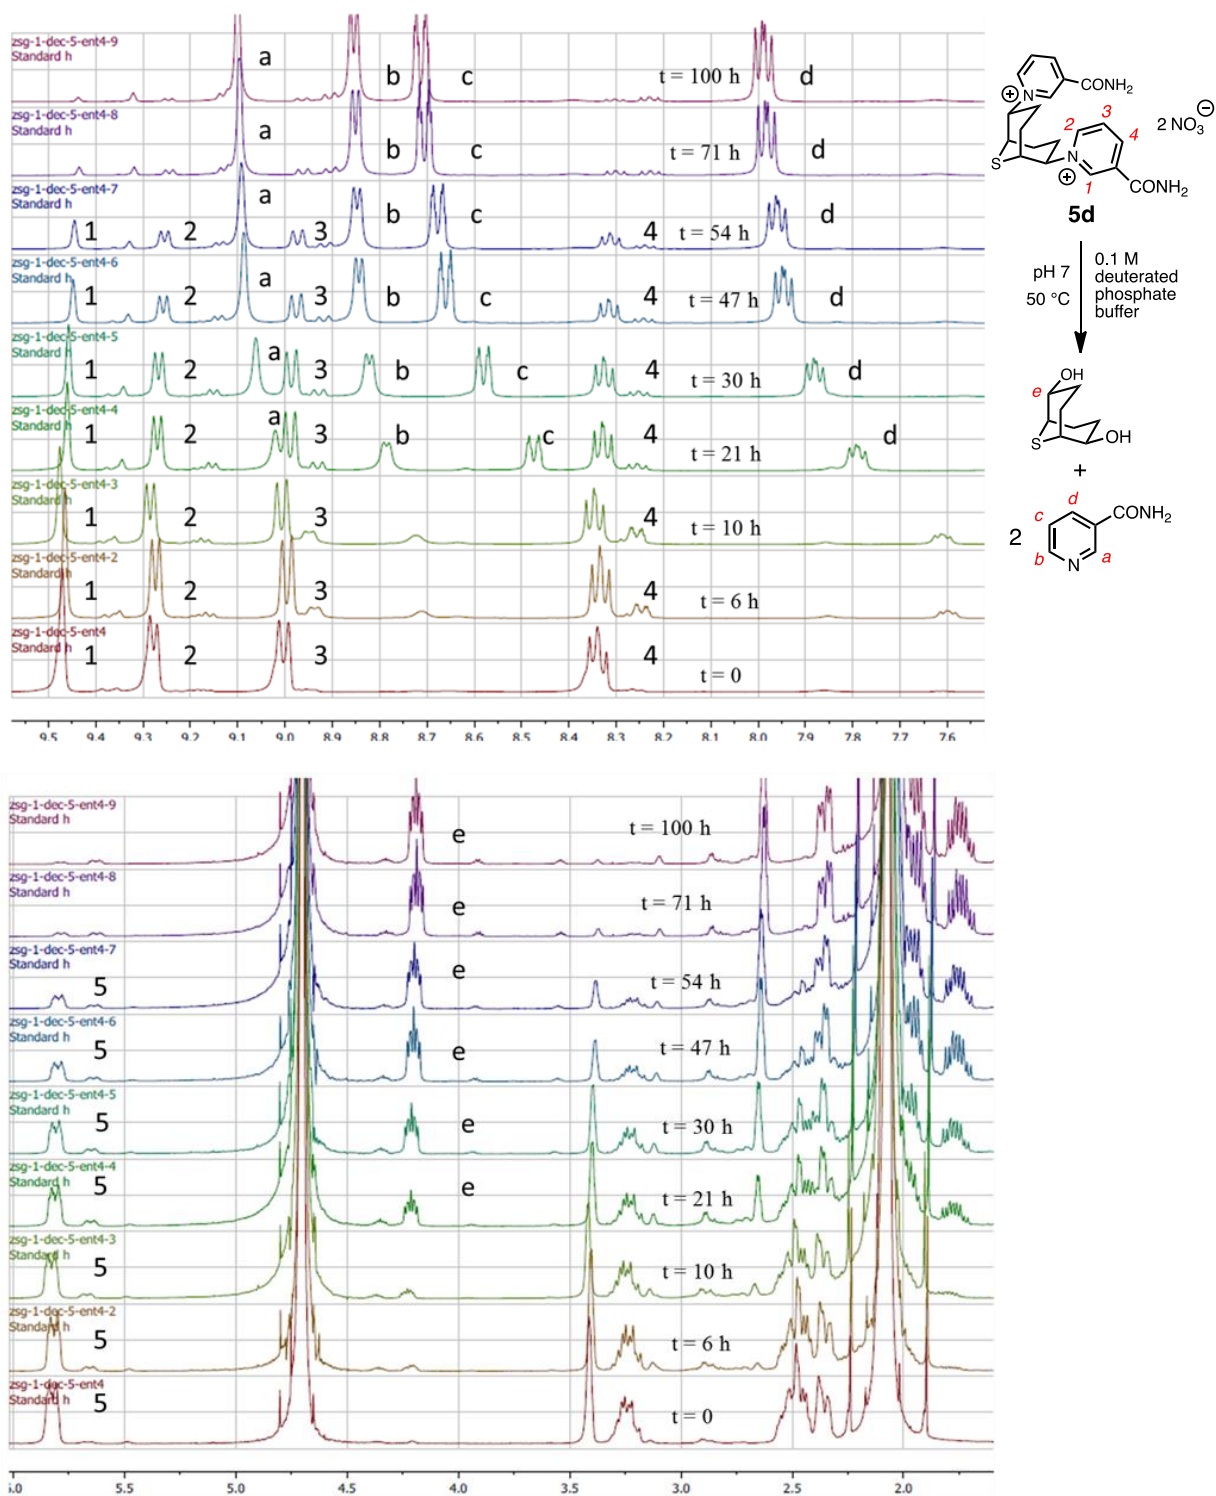 zsg-1-dec-5-ent4-9
Standard h
a
b
c
t = 100 h
d
zsg-1-dec-5-ent4-8
Standard h
a
b
c
t = 71 h
d
zsg-1-dec-5-ent4-7
Standard h
1
2
a
3
b
c
4
t = 54 h
d
zsg-1-dec-5-ent4-6
Standard h
1
2
a
3
b
c
4
t = 47 h
d
zsg-1-dec-5-ent4-5
Standard h
1
2
a
3
b
c
4
t = 30 h
d
zsg-1-dec-5-ent4-4
Standard h
1
2
a
3
b
c
4
t = 21 h
d
zsg-1-dec-5-ent4-3
Standard h
1
2
3
4
t = 10 h
zsg-1-dec-5-ent4-2
Standard h
1
2
3
4
t = 6 h
zsg-1-dec-5-ent4
Standard h
1
2
3
4
t = 0
9.5 9.4 9.3 9.2 9.1 9.0 8.9 8.8 8.7 8.6 8.5 8.4 8.3 8.2 8.1 8.0 7.9 7.8 7.7 7.6
CONH2
N
+
2
3
4
S
N
+
1
CONH2
2 NO3 −
5d
pH 7
50 °C
0.1 M
deuterated
phosphate
buffer
OH
e
S
OH
+
2
d
c
CONH2
b
N
a
zsg-1-dec-5-ent4-9
Standard h
e
t = 100 h
zsg-1-dec-5-ent4-8
Standard h
e
t = 71 h
zsg-1-dec-5-ent4-7
Standard h
5
e
t = 54 h
zsg-1-dec-5-ent4-6
Standard h
5
e
t = 47 h
zsg-1-dec-5-ent4-5
Standard h
5
e
t = 30 h
zsg-1-dec-5-ent4-4
Standard h
5
e
t = 21 h
zsg-1-dec-5-ent4-3
Standard h
5
t = 10 h
zsg-1-dec-5-ent4-2
Standard h
5
t = 6 h
zsg-1-dec-5-ent4
Standard h
5
t = 0
5.5 5.0 4.5 4.0 3.5 3.0 2.5 2.0